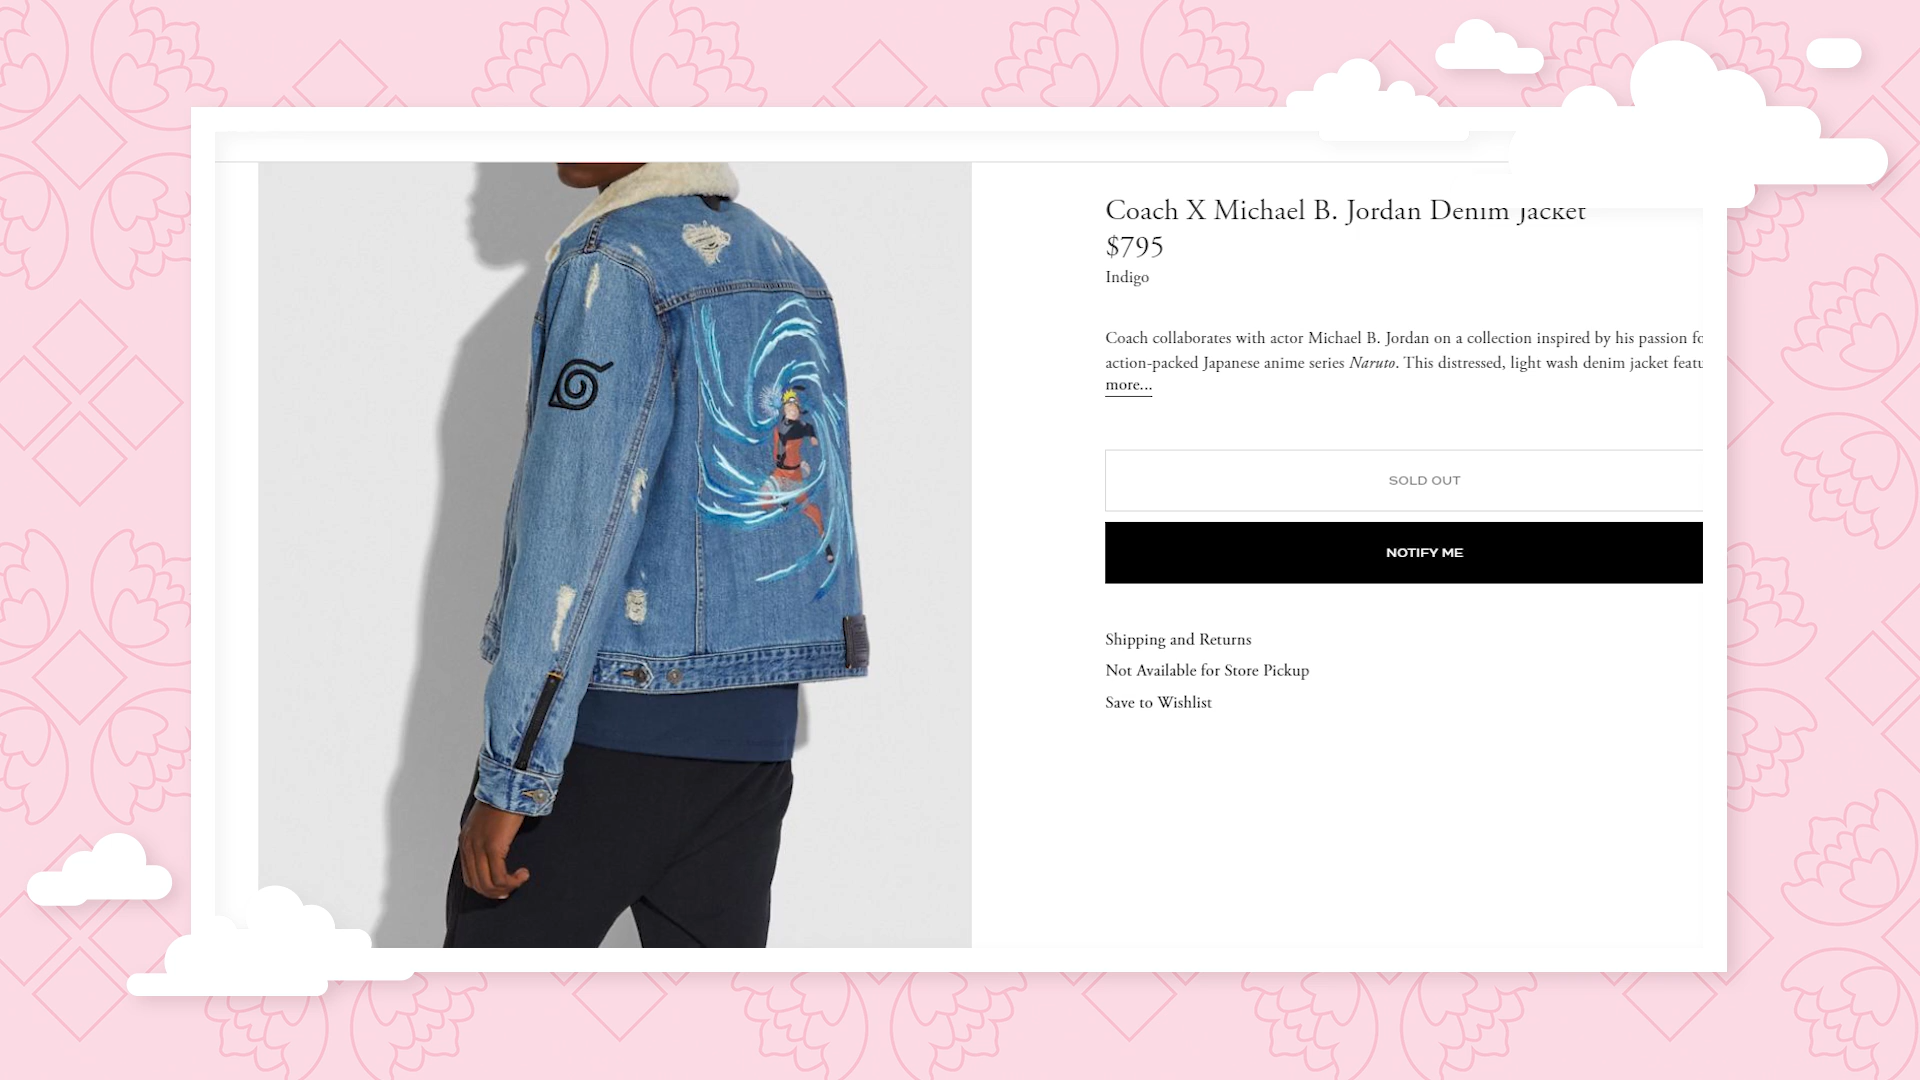 Coach X Michael B. Jordan Denim Jacket
$795
Indigo
Coach collaborates with actor Michael B. Jordan on a collection inspired by his passion fo
action-packed Japanese anime series Naruto. This distressed, light wash denim jacket featu
more...
SOLD OUT
NOTIFY ME
Shipping and Returns
Not Available for Store Pickup
Save to Wishlist